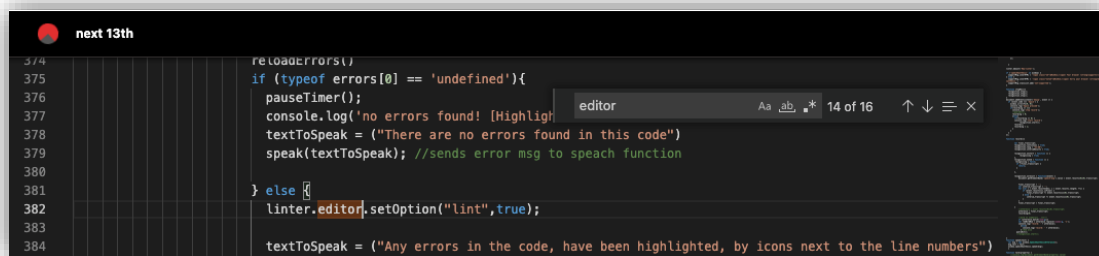 next 13th
374 reloadErrors()
375 if (typeof errors[0] == 'undefined'){
376 pauseTimer();
editor Aa ab .* 14 of 16
377 console.log('no errors found! [Highligh
378 textToSpeak = ("There are no errors found in this code")
379 speak(textToSpeak); //sends error msg to speach function
380
381 } else {
382 linter.editor.setOption("lint",true);
383
384 textToSpeak = ("Any errors in the code, have been highlighted, by icons next to the line numbers")